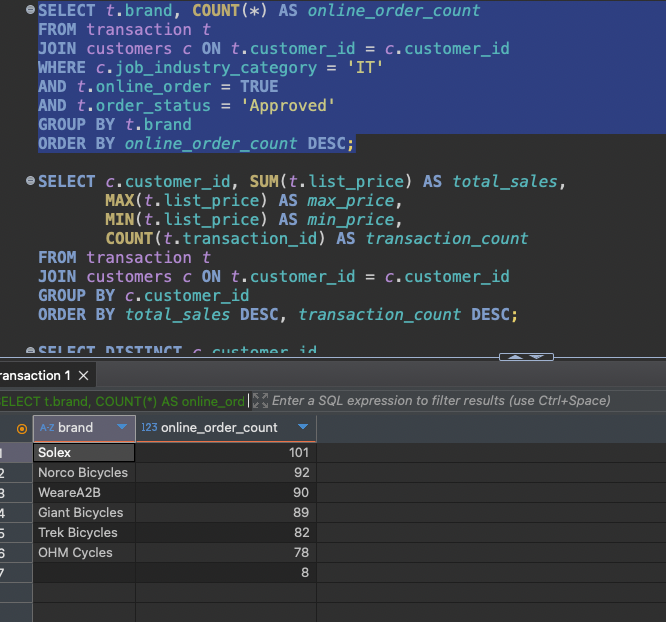 SELECT t.brand, COUNT(*) AS online_order_count
FROM transaction t
JOIN customers c ON t.customer_id = c.customer_id
WHERE c.job_industry_category = 'IT'
AND t.online_order = TRUE
AND t.order_status = 'Approved'
GROUP BY t.brand
ORDER BY online_order_count DESC;
SELECT c.customer_id, SUM(t.list_price) AS total_sales,
MAX(t.list_price) AS max_price,
MIN(t.list_price) AS min_price,
COUNT(t.transaction_id) AS transaction_count
FROM transaction t
JOIN customers c ON t.customer_id = c.customer_id
GROUP BY c.customer_id
ORDER BY total_sales DESC, transaction_count DESC;
SELECT DISTINCT c.customer_id
ransaction 1
SELECT t.brand, COUNT(*) AS online_ord Enter a SQL expression to filter results (use Ctrl+Space)
A-Z brand 123 online_order_count
1 Solex 101
2 Norco Bicycles 92
3 WeareA2B 90
4 Giant Bicycles 89
5 Trek Bicycles 82
6 OHM Cycles 78
7 8